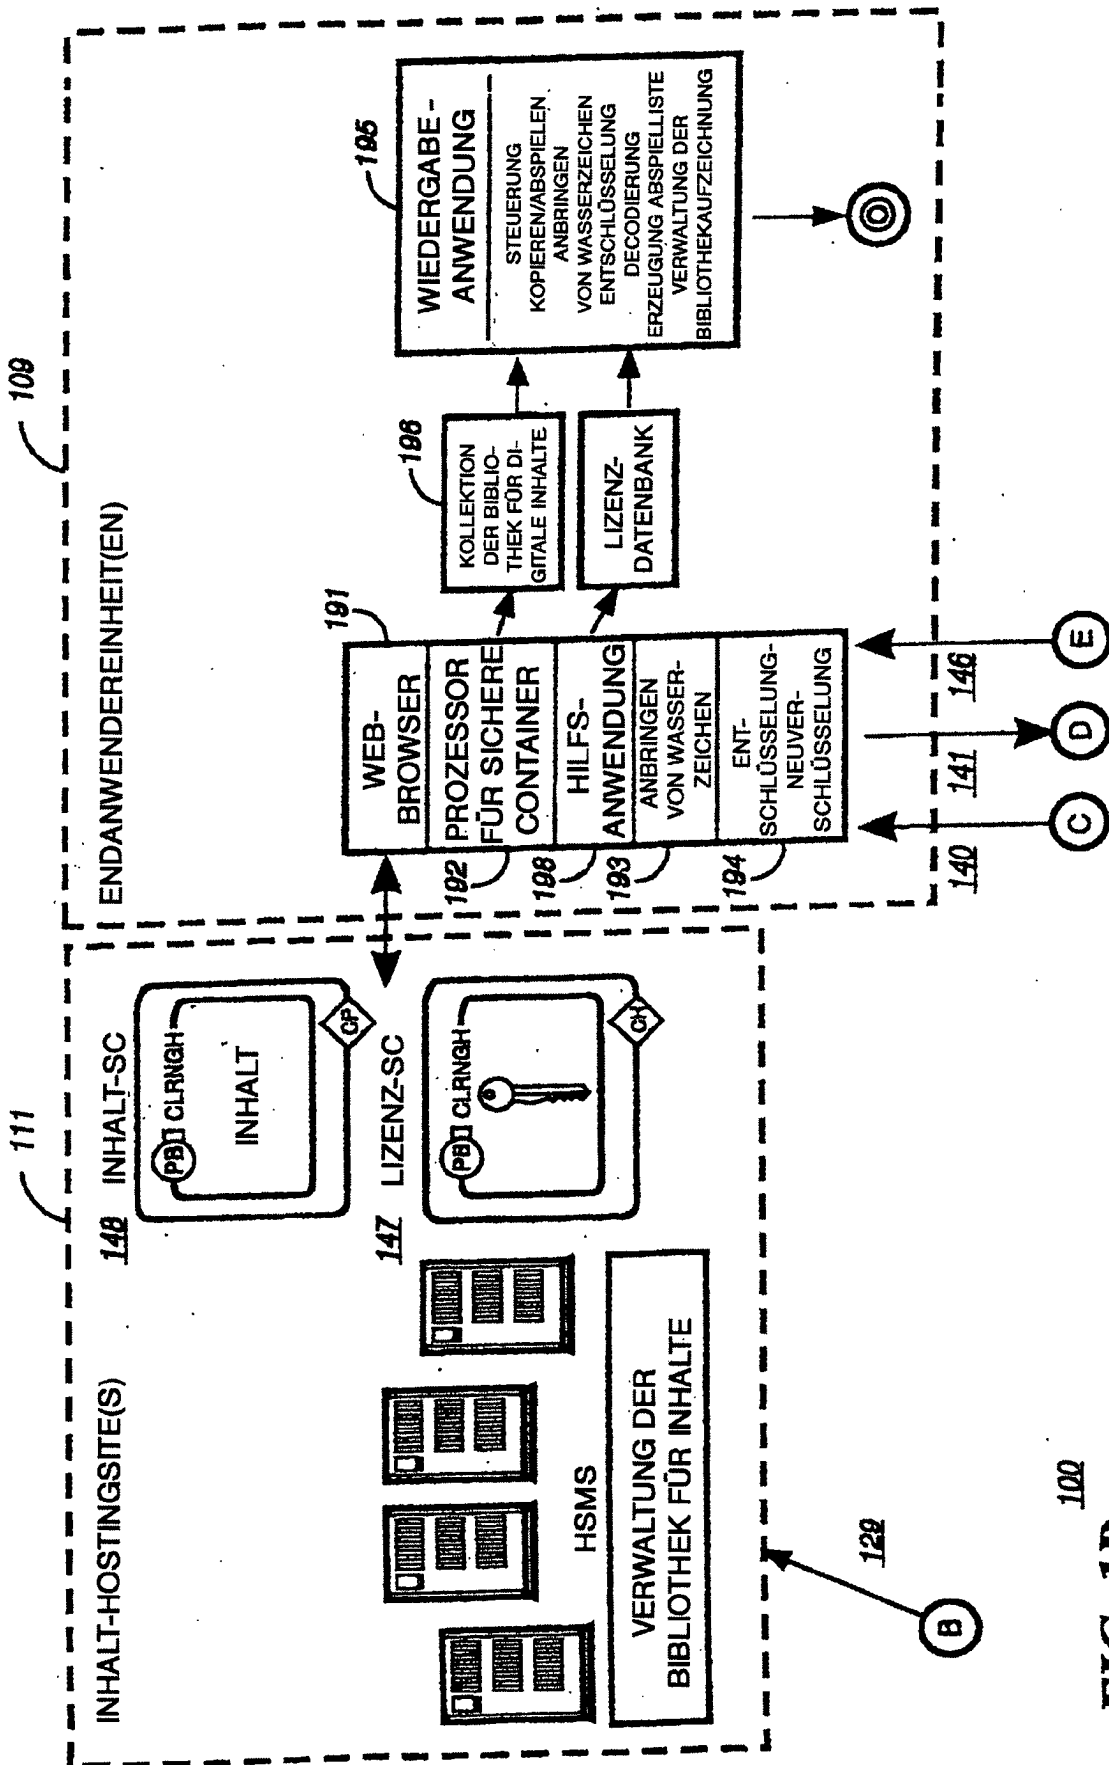 111
109
INHALT-HOSTINGSITE(S)
148 INHALT-SC
PB CLRNGH
INHALT
CP
147 LIZENZ-SC
PB CLRNGH
CH
HSMS
VERWALTUNG DER
BIBLIOTHEK FÜR INHALTE
129
B
ENDANWENDEREINHEIT(EN)
191
WEB-
BROWSER
192
PROZESSOR
FÜR SICHERE
CONTAINER
198
HILFS-
ANWENDUNG
193
ANBRINGEN
VON WASSER-
ZEICHEN
194
ENT-
SCHLÜSSELUNG-
NEUVER-
SCHLÜSSELUNG
196
KOLLEKTION
DER BIBLIO-
THEK FÜR DI-
GITALE INHALTE
LIZENZ-
DATENBANK
195
WIEDERGABE-
ANWENDUNG
STEUERUNG
KOPIEREN/ABSPIELEN
ANBRINGEN
VON WASSERZEICHEN
ENTSCHLÜSSELUNG
DECODIERUNG
ERZEUGUNG ABSPIELLISTE
VERWALTUNG DER
BIBLIOTHEKAUFZEICHNUNG
140
141
146
C
D
E
100